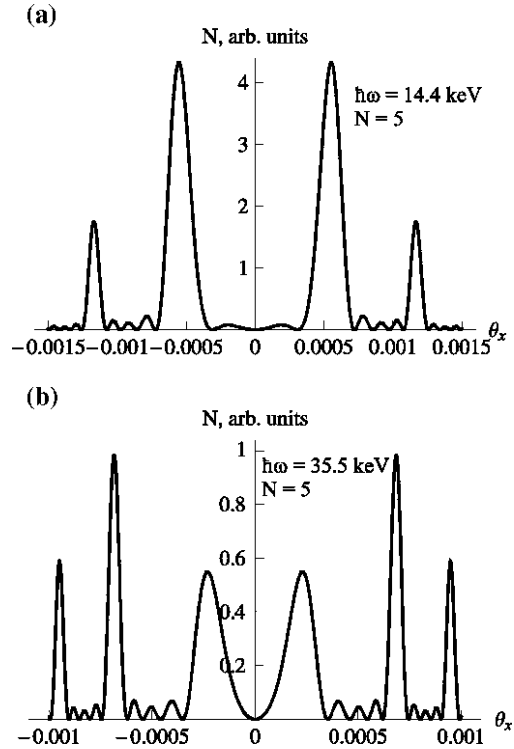 (a)
N, arb. units
ħω = 14.4 keV
N = 5
4
3
2
1
−0.0015 −0.001 −0.0005 0 0.0005 0.001 0.0015 θx
(b)
N, arb. units
1
ħω = 35.5 keV
N = 5
0.8
0.6
0.4
0.2
−0.001 −0.0005 0 0.0005 0.001 θx